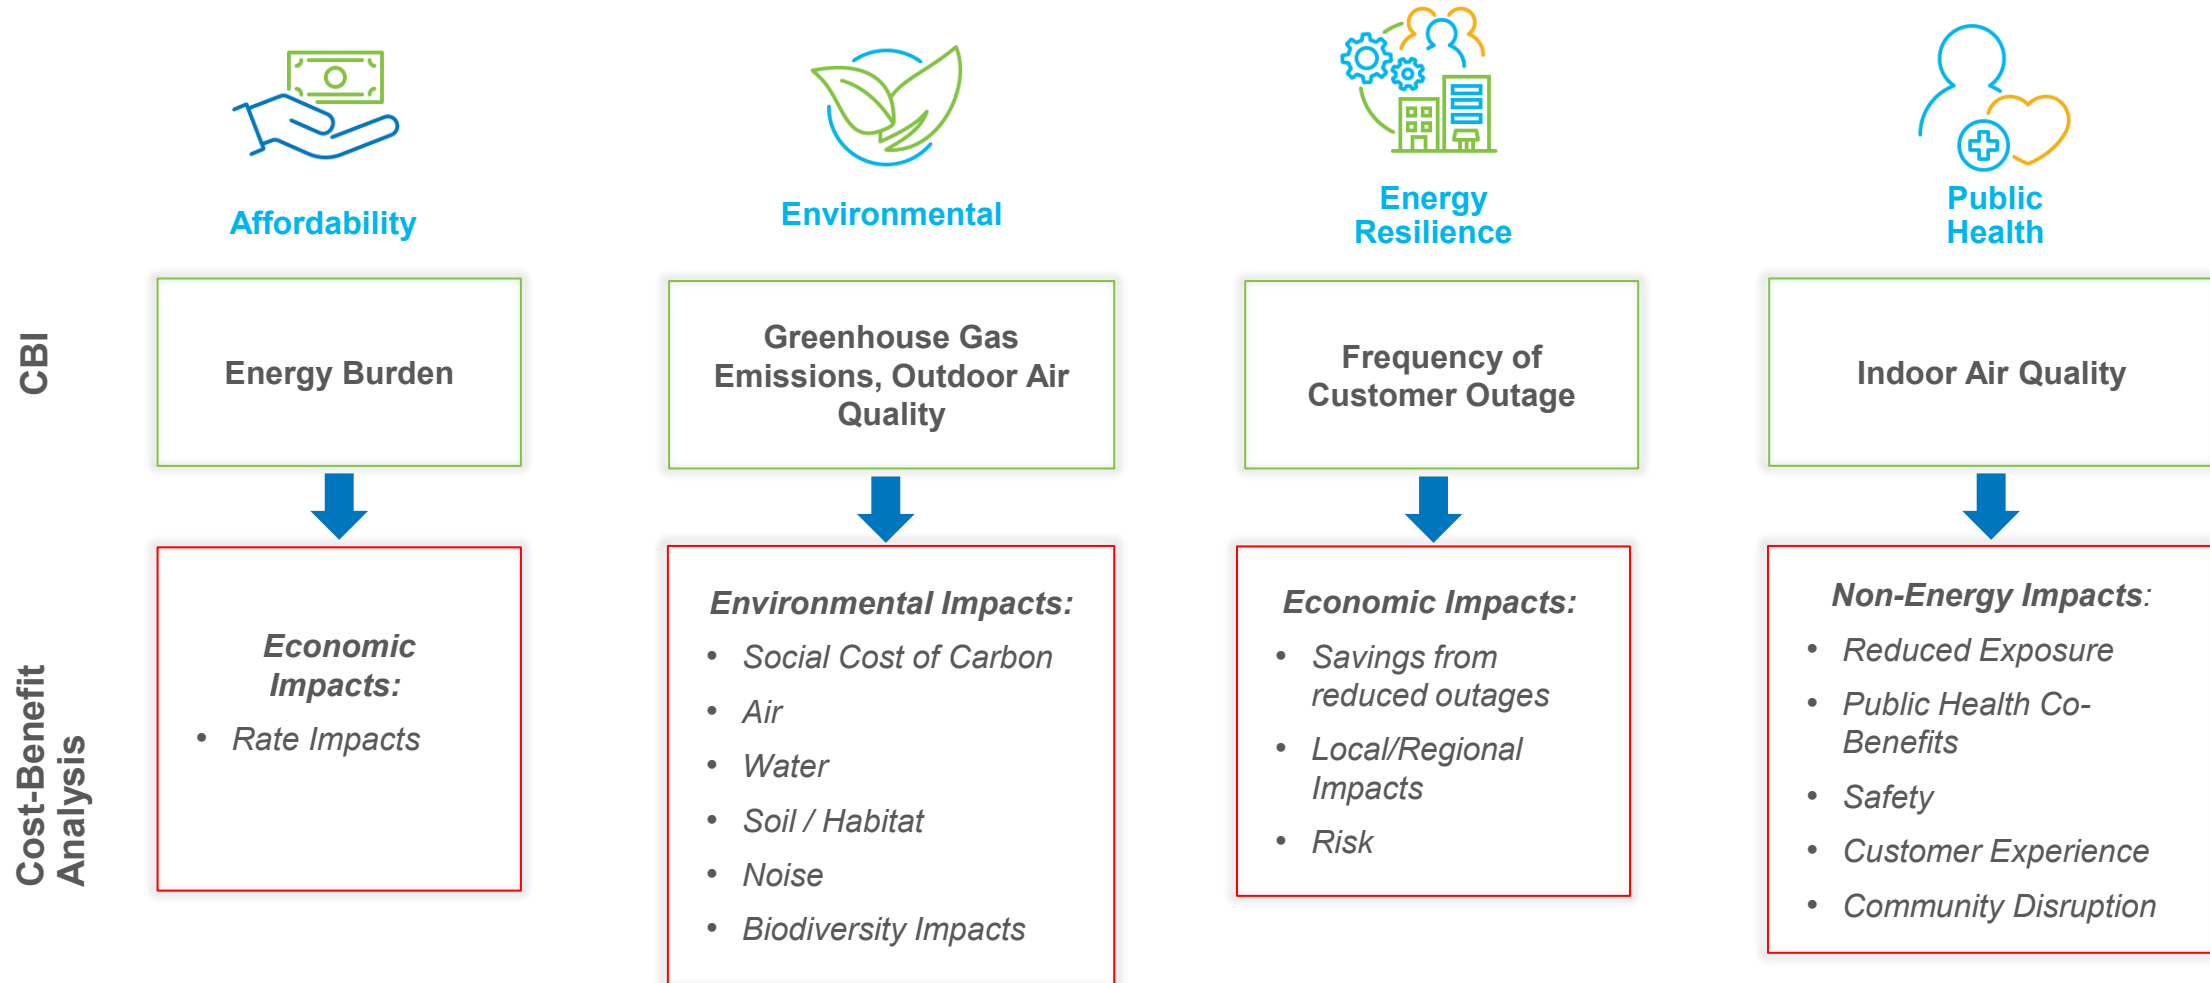 Affordability
Environmental
Energy
Resilience
Public
Health
CBI
Energy Burden
Greenhouse Gas
Emissions, Outdoor Air
Quality
Frequency of
Customer Outage
Indoor Air Quality
Cost-Benefit
Analysis
Economic
Impacts:
• Rate Impacts
Environmental Impacts:
• Social Cost of Carbon
• Air
• Water
• Soil / Habitat
• Noise
• Biodiversity Impacts
Economic Impacts:
• Savings from
reduced outages
• Local/Regional
Impacts
• Risk
Non-Energy Impacts:
• Reduced Exposure
• Public Health Co-
Benefits
• Safety
• Customer Experience
• Community Disruption